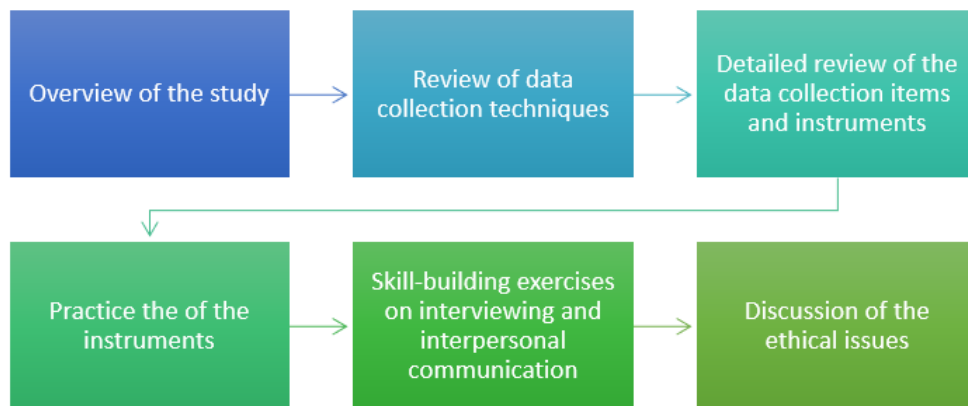 Overview of the study
Review of data
collection techniques
Detailed review of the
data collection items
and instruments
Practice the of the
instruments
Skill-building exercises
on interviewing and
interpersonal
communication
Discussion of the
ethical issues